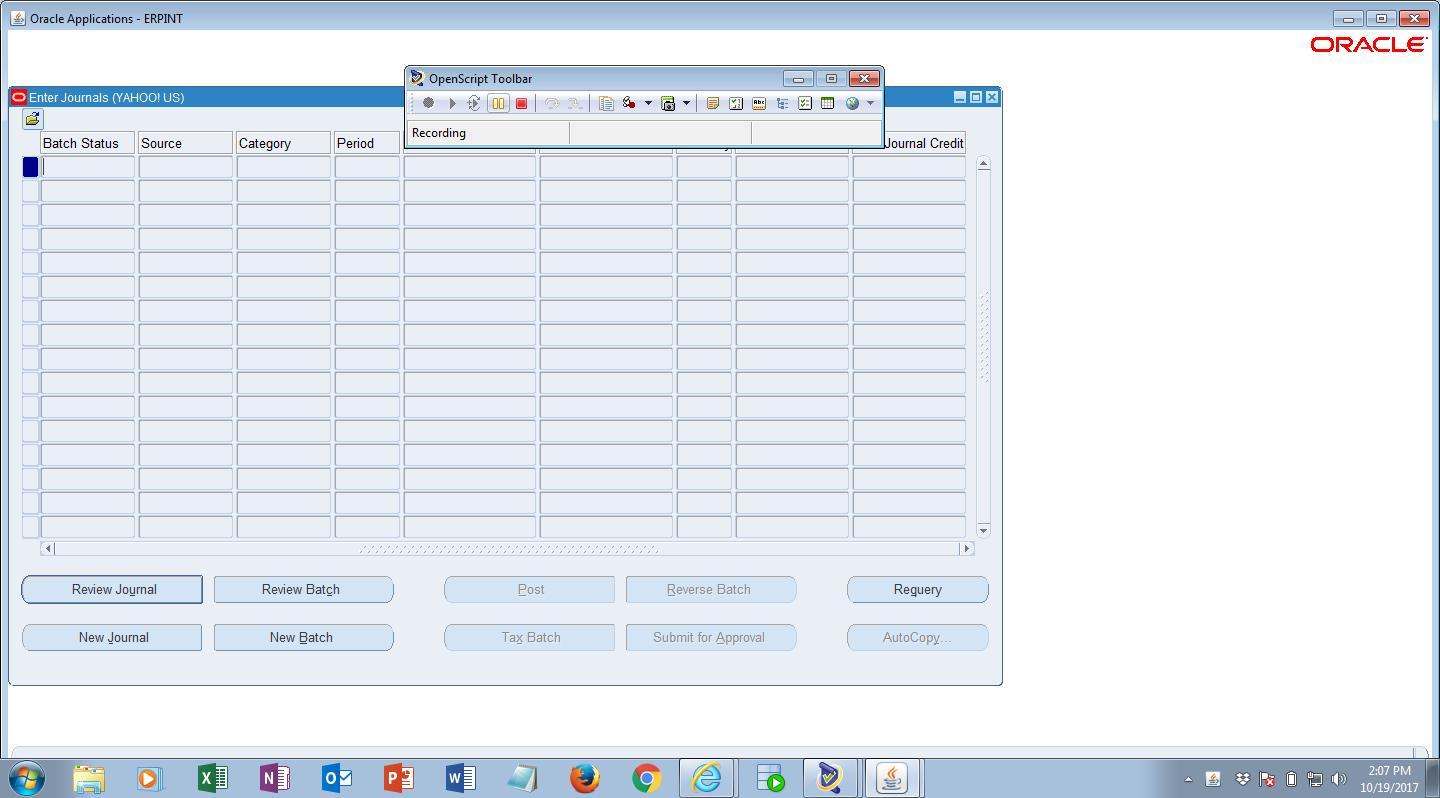 Oracle Applications - ERPINT
ORACLE
OpenScript Toolbar
Enter Journals (YAHOO! US)
Recording
Batch Status Source Category Period Journal Credit
Review Journal Review Batch Post Reverse Batch Requery
New Journal New Batch Tax Batch Submit for Approval AutoCopy...
2:07 PM
10/19/2017